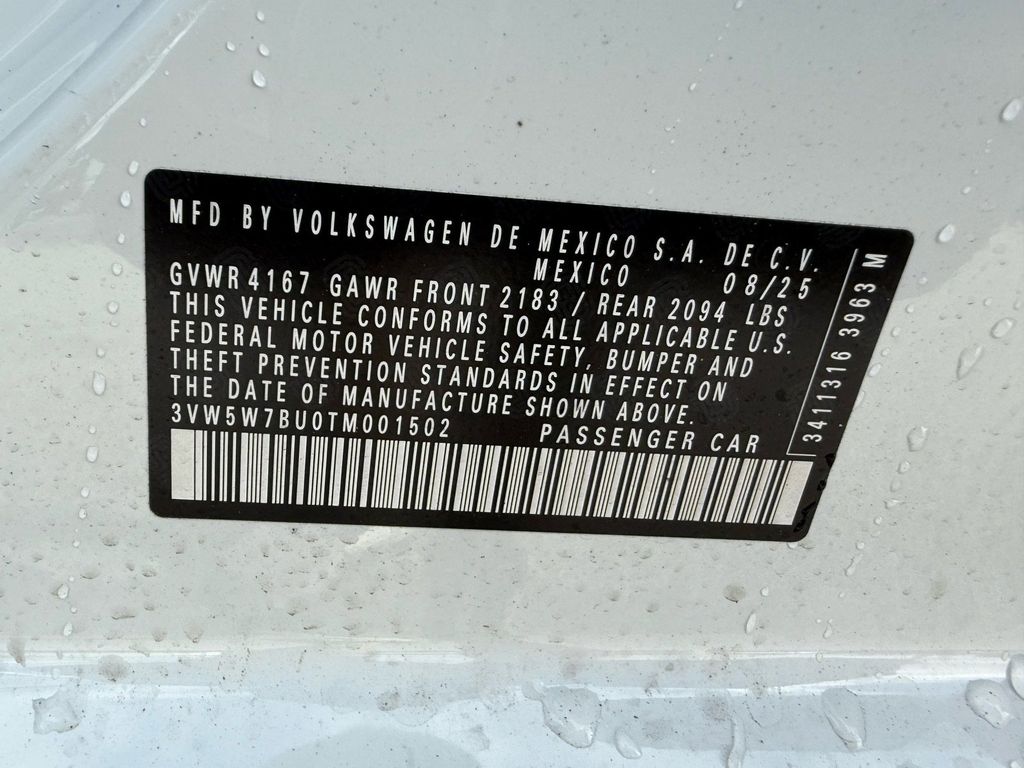 MFD BY VOLKSWAGEN DE MEXICO S.A. DE C.V.
MEXICO 08/25
GVWR 4167 GAWR FRONT 2183 / REAR 2094 LBS
THIS VEHICLE CONFORMS TO ALL APPLICABLE U.S.
FEDERAL MOTOR VEHICLE SAFETY, BUMPER AND
THEFT PREVENTION STANDARDS IN EFFECT ON
THE DATE OF MANUFACTURE SHOWN ABOVE.
3VW5W7BU0TM001502 PASSENGER CAR
3411316 3963 M